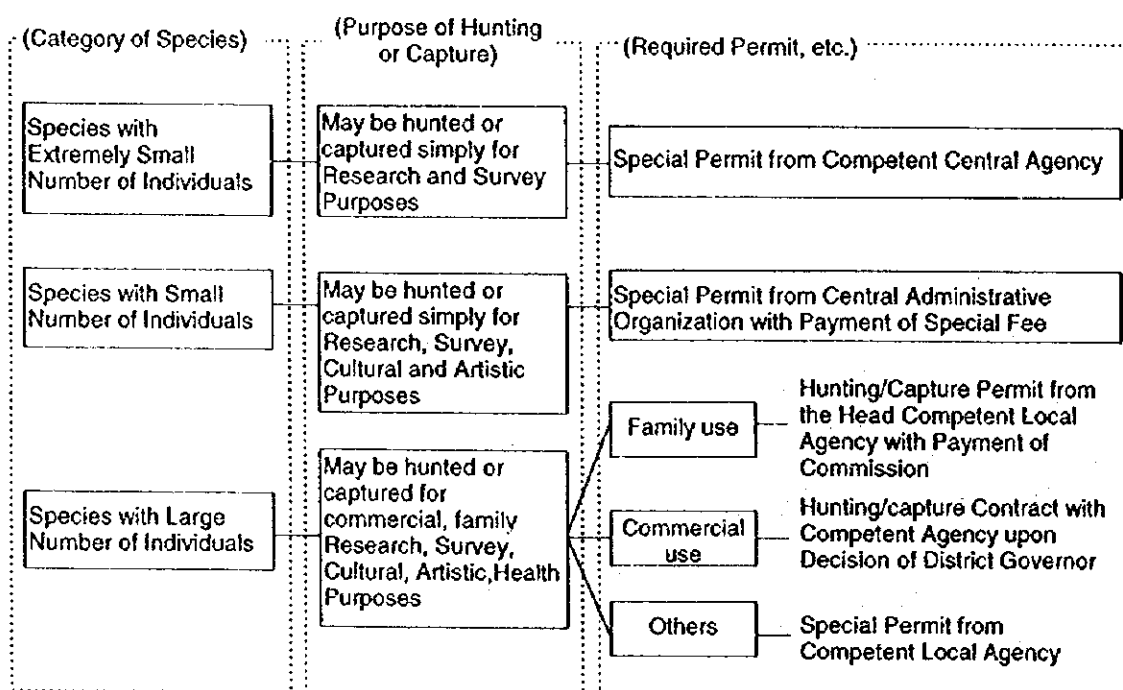 (Category of Species)
(Purpose of Hunting
or Capture)
(Required Permit, etc.)
Species with
Extremely Small
Number of Individuals
May be hunted or
captured simply for
Research and Survey
Purposes
Special Permit from Competent Central Agency
Species with Small
Number of Individuals
May be hunted or
captured simply for
Research, Survey,
Cultural and Artistic
Purposes
Special Permit from Central Administrative
Organization with Payment of Special Fee
Species with Large
Number of Individuals
May be hunted or
captured for
commercial, family
Research, Survey,
Cultural, Artistic,Health
Purposes
Family use
Hunting/Capture Permit from
the Head Competent Local
Agency with Payment of
Commission
Commercial
use
Hunting/capture Contract with
Competent Agency upon
Decision of District Governor
Others
Special Permit from
Competent Local Agency